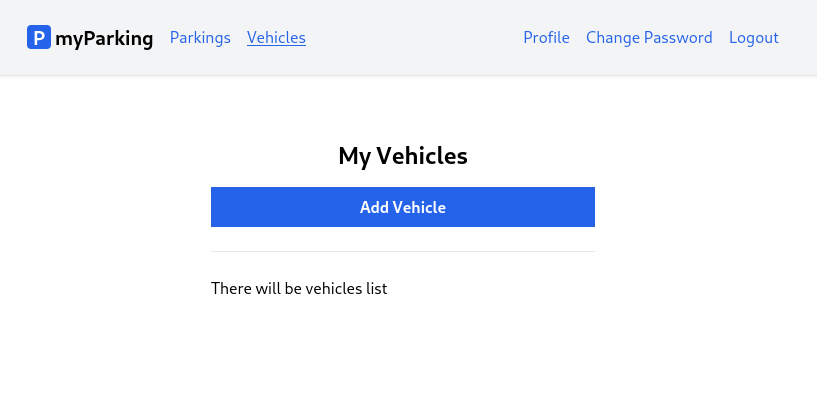 P myParking Parkings Vehicles Profile Change Password Logout
My Vehicles
Add Vehicle
There will be vehicles list